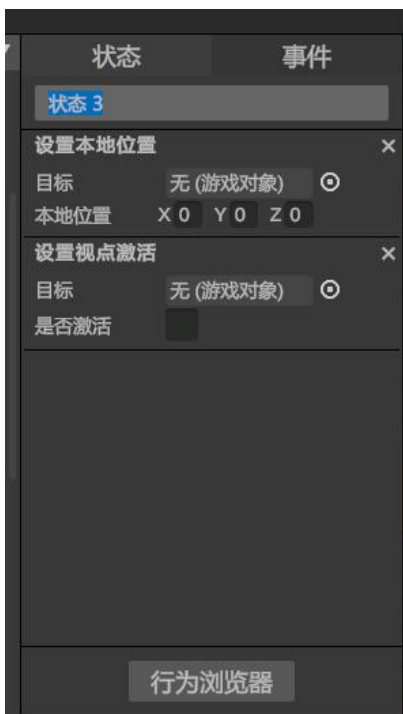 状态 事件
状态 3
设置本地位置
目标 无 (游戏对象)
本地位置 X 0 Y 0 Z 0
设置视点激活
目标 无 (游戏对象)
是否激活
行为浏览器